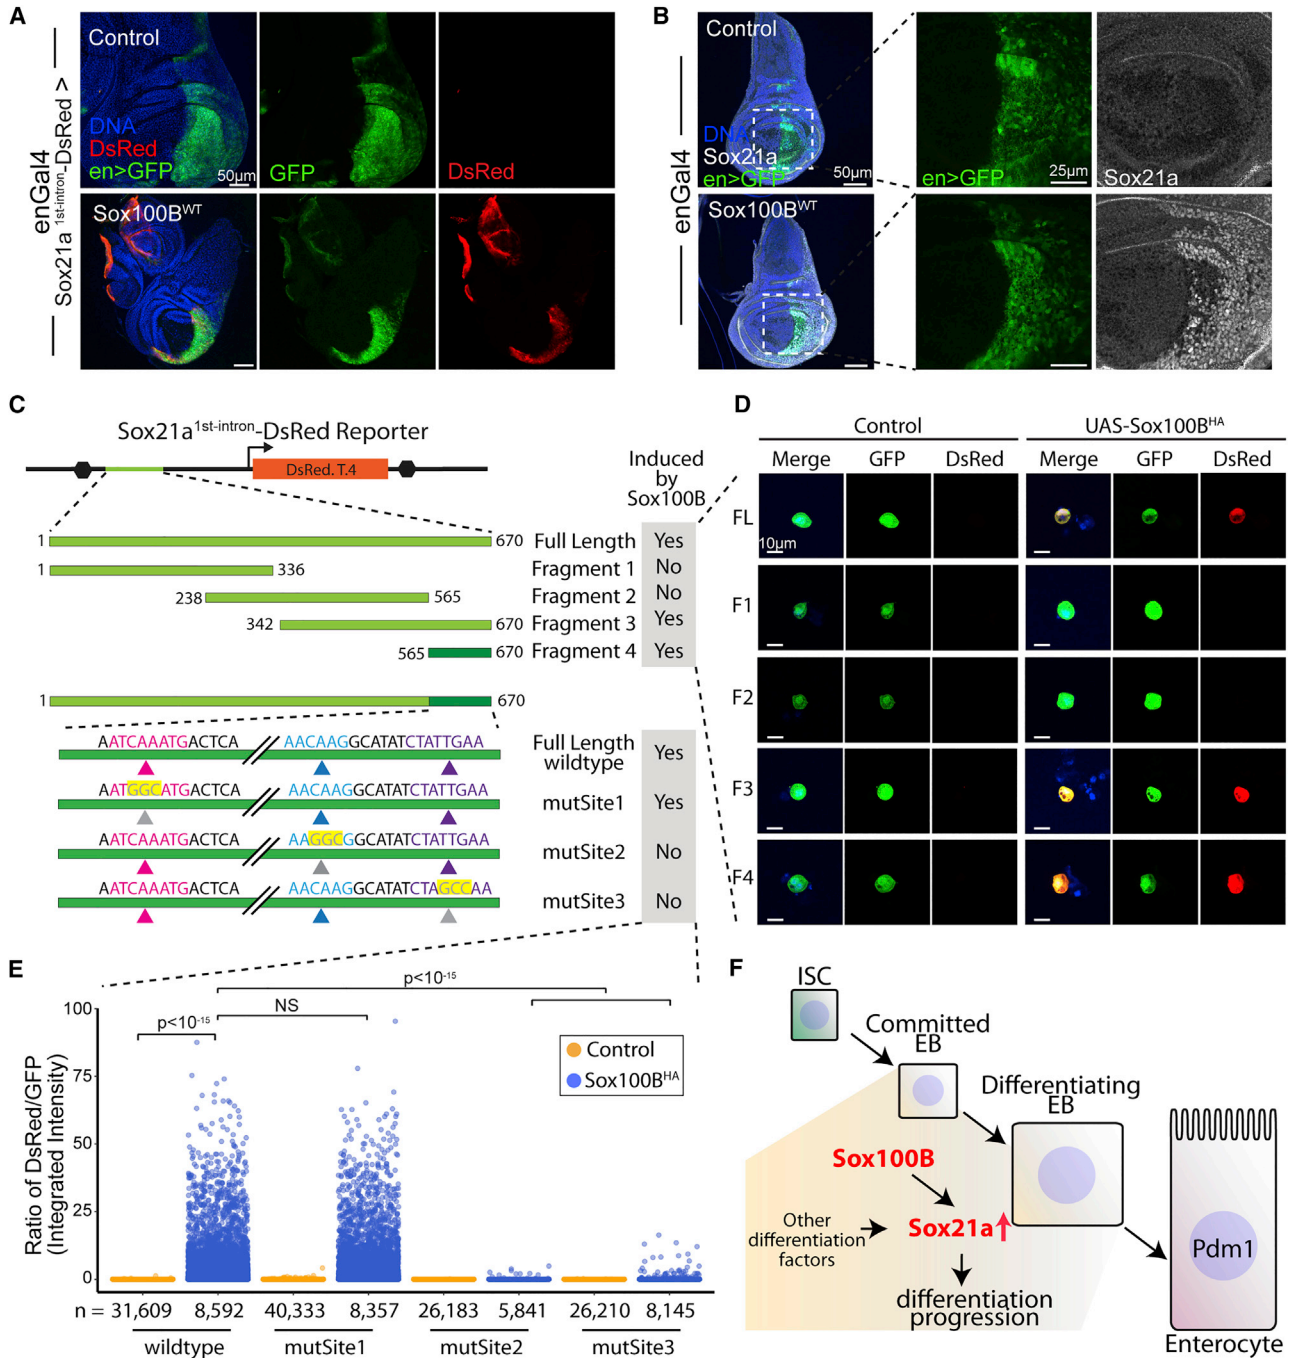 A
enGal4
Sox21a 1st-intron-DsRed >
Control
DNA
DsRed
en>GFP
50μm
GFP
DsRed
Sox100BWT
B
enGal4
Control
DNA
Sox21a
en>GFP
50μm
en>GFP
25μm
Sox21a
Sox100BWT
C
Sox21a1st-intron-DsRed Reporter
DsRed. T.4
Induced
by
Sox100B
1 670 Full Length Yes
1 336 Fragment 1 No
238 565 Fragment 2 No
342 670 Fragment 3 Yes
565 670 Fragment 4 Yes
1 670
AATCAAATGACTCA // AACAAGGCATATCTATTGAA
Full Length
wildtype
Yes
AATGGCATGACTCA // AACAAGGCATATCTATTGAA
mutSite1 Yes
AATCAAATGACTCA // AAGGCGGCATATCTATTGAA
mutSite2 No
AATCAAATGACTCA // AACAAGGCATATCTAGCCAA
mutSite3 No
D
Control UAS-Sox100BHA
Merge GFP DsRed Merge GFP DsRed
FL
10μm
F1
F2
F3
F4
E
Ratio of DsRed/GFP
(Integrated Intensity)
100
75
50
25
0
p<10-15
NS
p<10-15
Control
Sox100BHA
n = 31,609 8,592 40,333 8,357 26,183 5,841 26,210 8,145
wildtype mutSite1 mutSite2 mutSite3
F
ISC
Committed
EB
Differentiating
EB
Sox100B
Other
differentiation
factors
Sox21a
differentiation
progression
Pdm1
Enterocyte